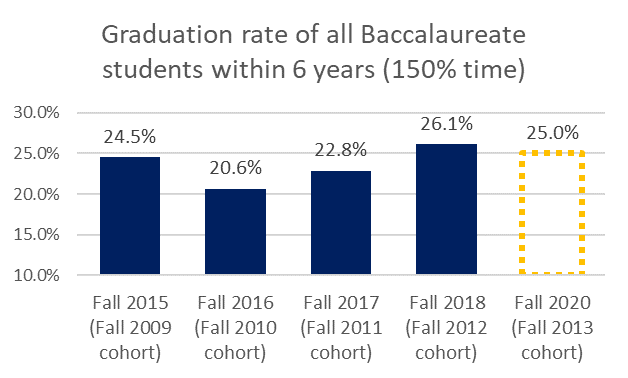 Graduation rate of all Baccalaureate
students within 6 years (150% time)
30.0%
25.0%
20.0%
15.0%
10.0%
24.5%
20.6%
22.8%
26.1%
25.0%
Fall 2015
(Fall 2009
cohort)
Fall 2016
(Fall 2010
cohort)
Fall 2017
(Fall 2011
cohort)
Fall 2018
(Fall 2012
cohort)
Fall 2020
(Fall 2013
cohort)